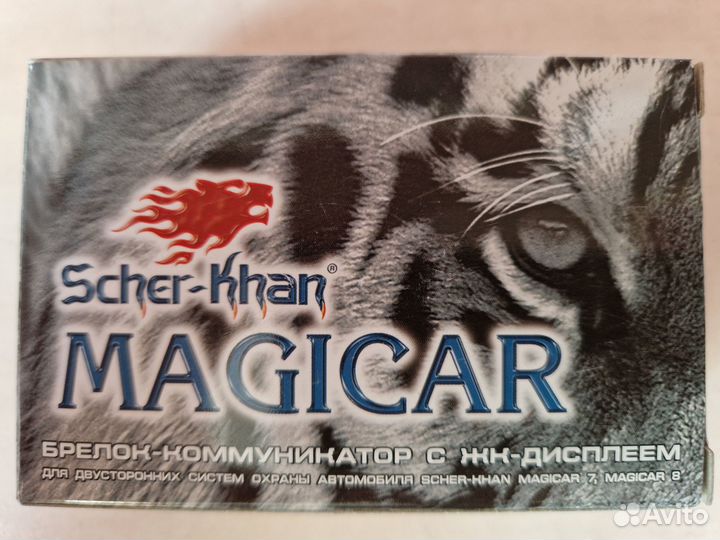 Scher-Khan®
MAGICAR
БРЕЛОК-КОММУНИКАТОР С ЖК-ДИСПЛЕЕМ
ДЛЯ ДВУСТОРОННИХ СИСТЕМ ОХРАНЫ АВТОМОБИЛЯ SCHER-KHAN MAGICAR 7, MAGICAR 8
Avito